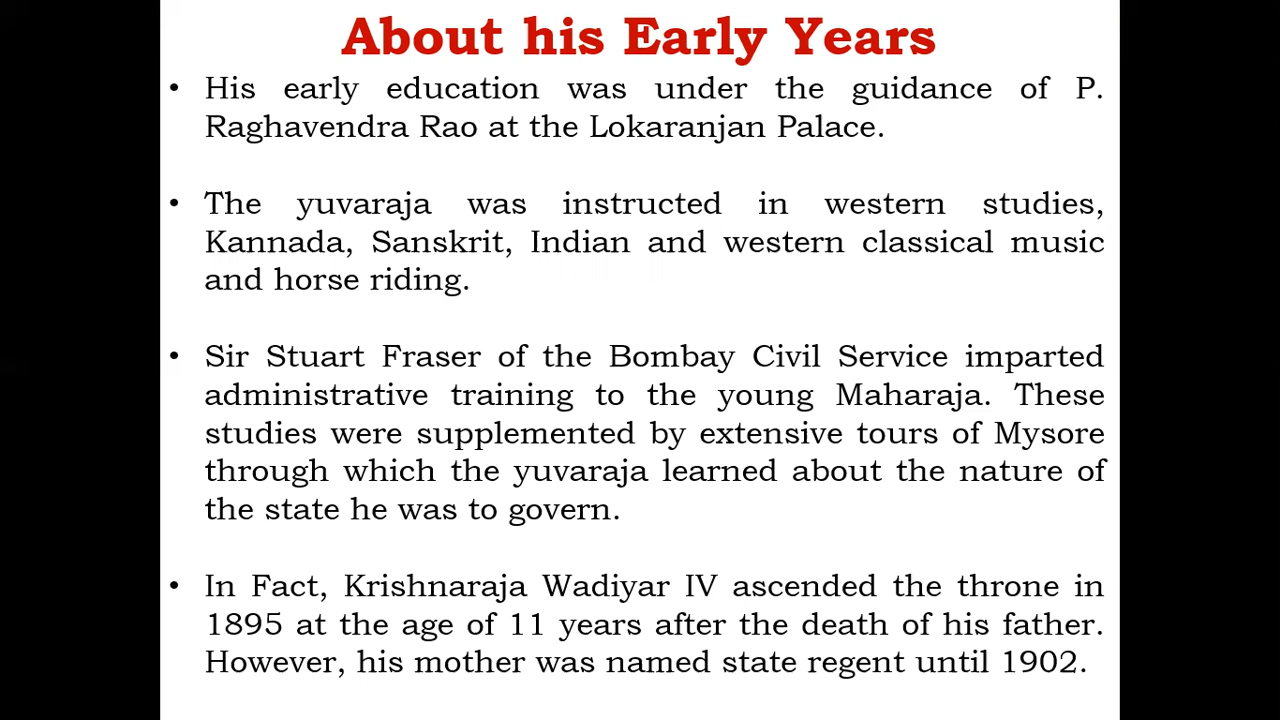 About his Early Years
• His early education was under the guidance of P.
Raghavendra Rao at the Lokaranjan Palace.
• The yuvaraja was instructed in western studies,
Kannada, Sanskrit, Indian and western classical music
and horse riding.
• Sir Stuart Fraser of the Bombay Civil Service imparted
administrative training to the young Maharaja. These
studies were supplemented by extensive tours of Mysore
through which the yuvaraja learned about the nature of
the state he was to govern.
• In Fact, Krishnaraja Wadiyar IV ascended the throne in
1895 at the age of 11 years after the death of his father.
However, his mother was named state regent until 1902.